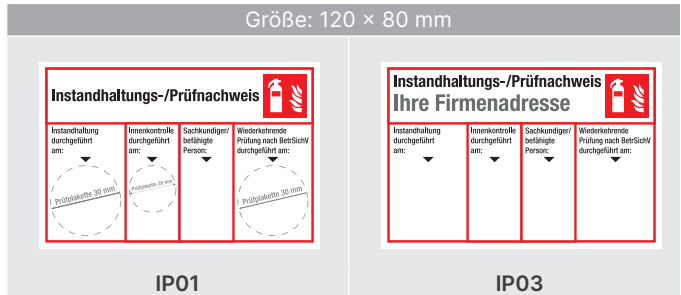 Größe: 120 × 80 mm
Instandhaltungs-/Prüfnachweis
Instandhaltung
durchgeführt
am:
Innenkontrolle
durchgeführt
am:
Sachkundiger/
befähigte
Person:
Wiederkehrende
Prüfung nach BetrSichV
durchgeführt am:
Prüfplakette 30 mm
Prüfplakette 20 mm
Prüfplakette 30 mm
IP01
Instandhaltungs-/Prüfnachweis
Ihre Firmenadresse
Instandhaltung
durchgeführt
am:
Innenkontrolle
durchgeführt
am:
Sachkundiger/
befähigte
Person:
Wiederkehrende
Prüfung nach BetrSichV
durchgeführt am:
IP03